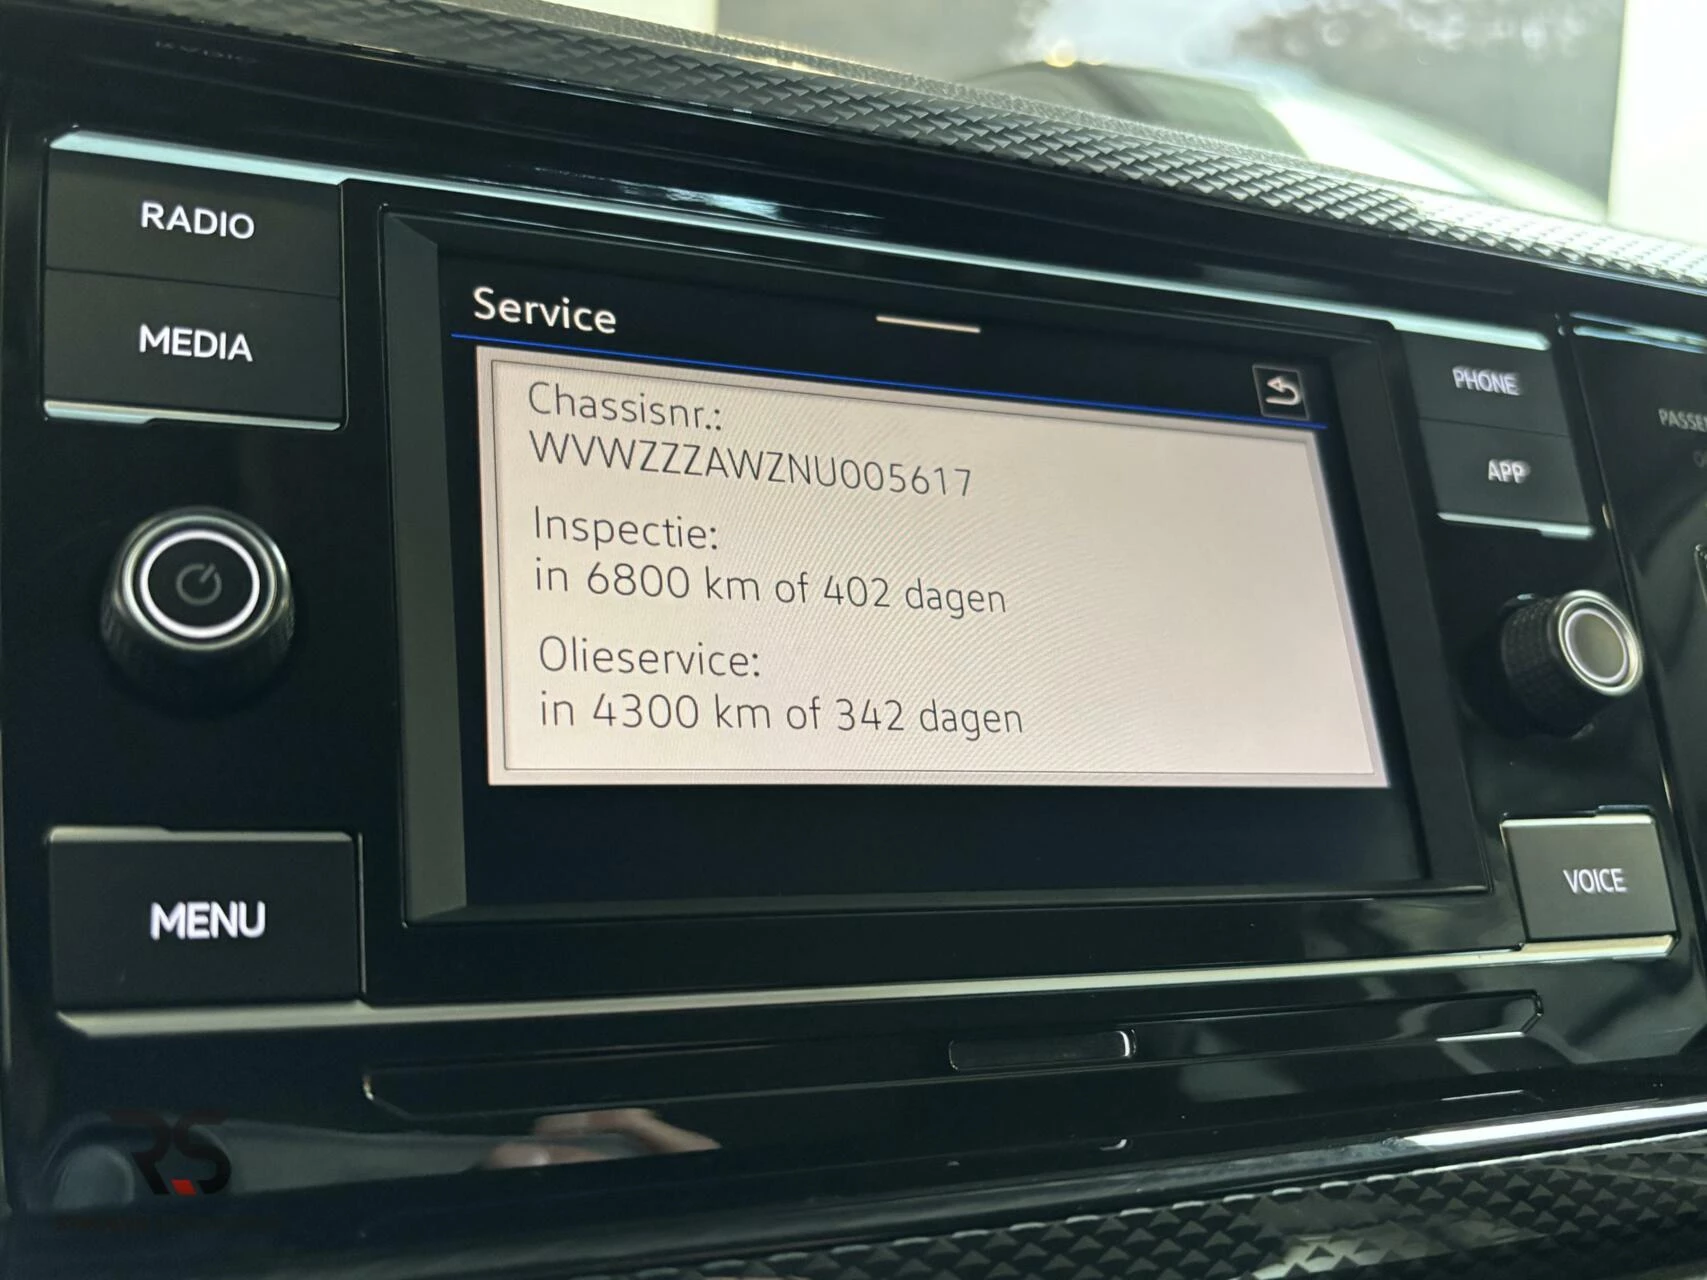 RADIO
MEDIA
MENU
Service
Chassisnr.:
WVWZZZAWZNU005617
Inspectie:
in 6800 km of 402 dagen
Olieservice:
in 4300 km of 342 dagen
PHONE
APP
VOICE
RS